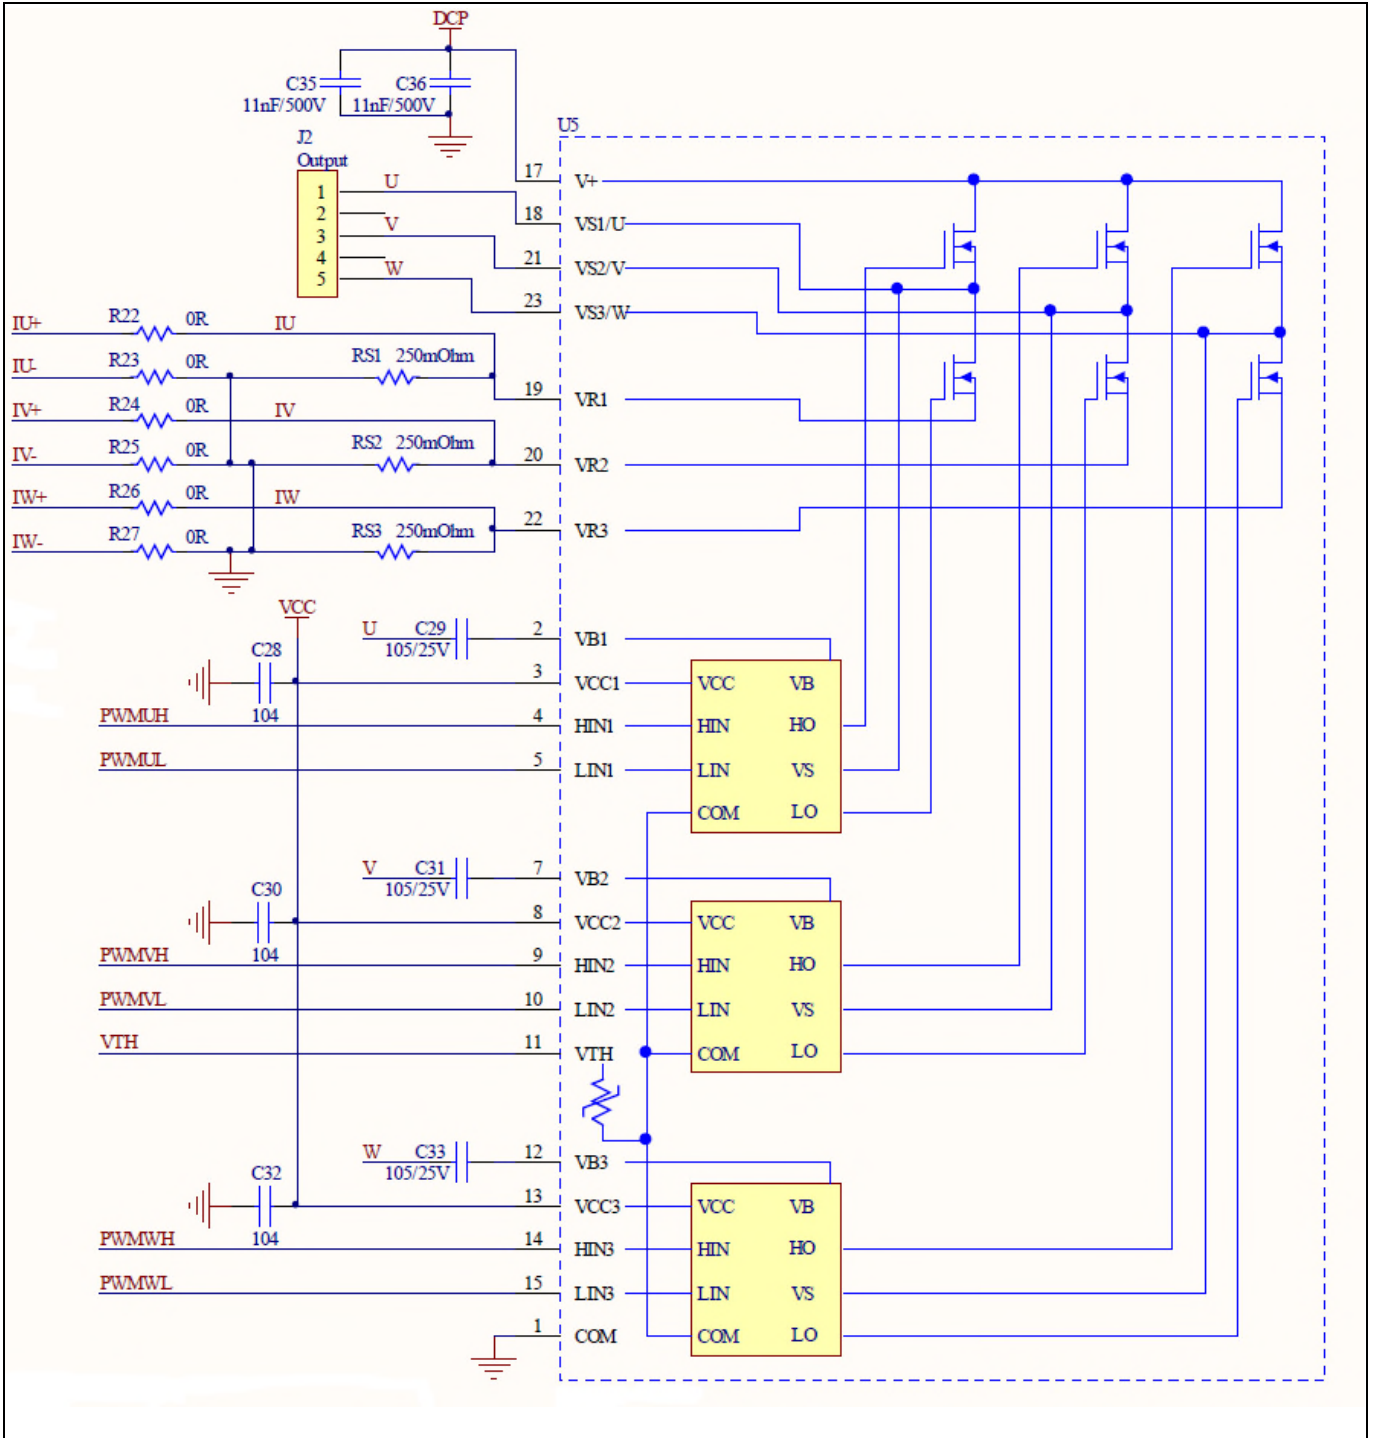 DCP
C35
C36
11nF/500V
11nF/500V
J2
Output
1
2
3
4
5
U
V
W
U5
17
V+
18
VS1/U
21
VS2/V
23
VS3/W
IU+
R22
0R
IU
IU-
R23
0R
RS1 250mOhm
19
VR1
IV+
R24
0R
IV
IV-
R25
0R
RS2 250mOhm
20
VR2
IW+
R26
0R
IW
IW-
R27
0R
RS3 250mOhm
22
VR3
VCC
U
C29
105/25V
2
VB1
C28
104
3
VCC1
VCC
VB
PWMUH
4
HIN1
HIN
HO
PWMUL
5
LIN1
LIN
VS
COM
LO
V
C31
105/25V
7
VB2
C30
104
8
VCC2
VCC
VB
PWMVH
9
HIN2
HIN
HO
PWMVL
10
LIN2
LIN
VS
VTH
11
VTH
COM
LO
W
C33
105/25V
12
VB3
C32
104
13
VCC3
VCC
VB
PWMWH
14
HIN3
HIN
HO
PWMWL
15
LIN3
LIN
VS
1
COM
COM
LO